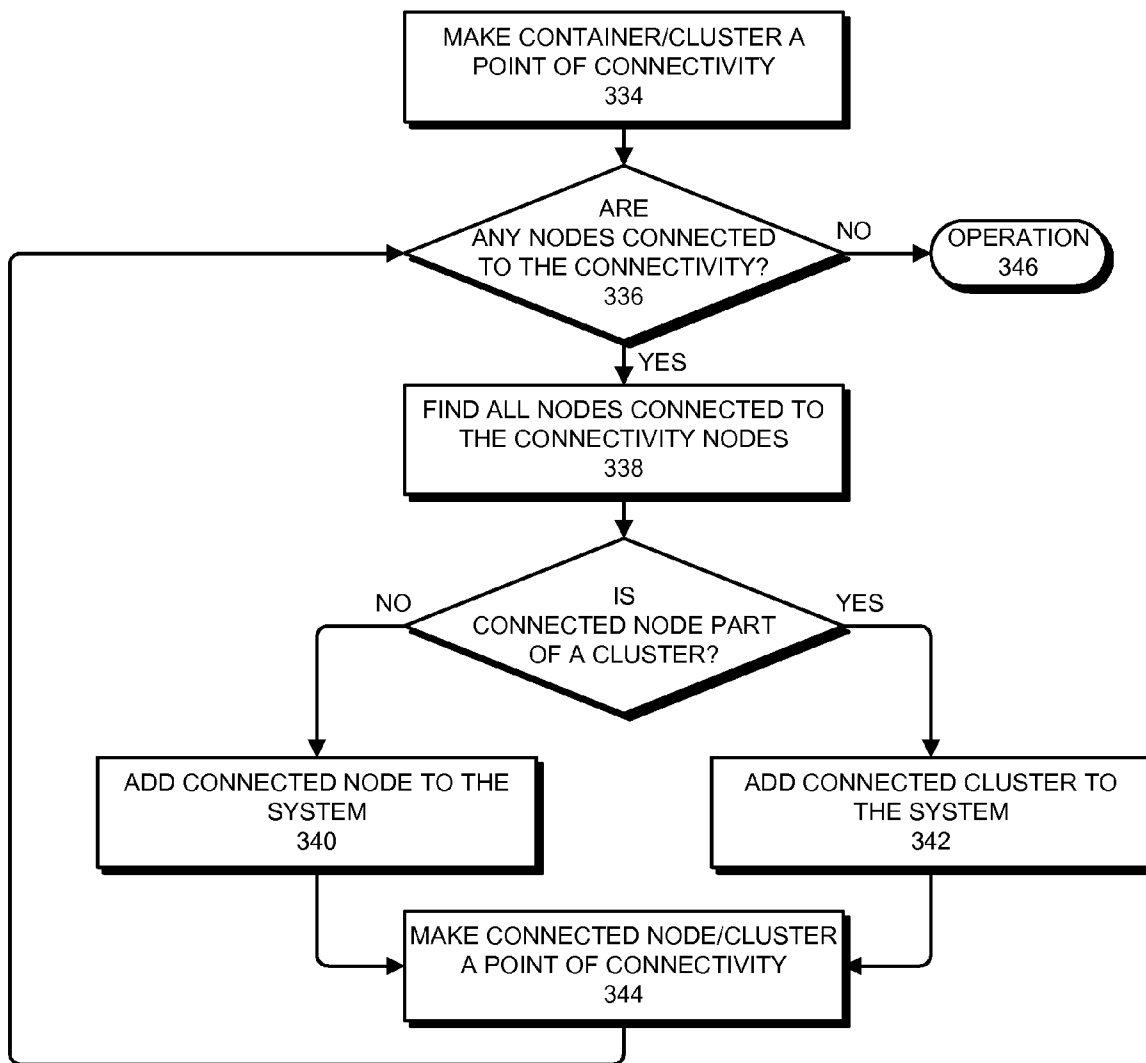 MAKE CONTAINER/CLUSTER A
POINT OF CONNECTIVITY
334
ARE
ANY NODES CONNECTED
TO THE CONNECTIVITY?
336
NO
OPERATION
346
YES
FIND ALL NODES CONNECTED TO
THE CONNECTIVITY NODES
338
NO
IS
CONNECTED NODE PART
OF A CLUSTER?
YES
ADD CONNECTED NODE TO THE
SYSTEM
340
ADD CONNECTED CLUSTER TO
THE SYSTEM
342
MAKE CONNECTED NODE/CLUSTER
A POINT OF CONNECTIVITY
344